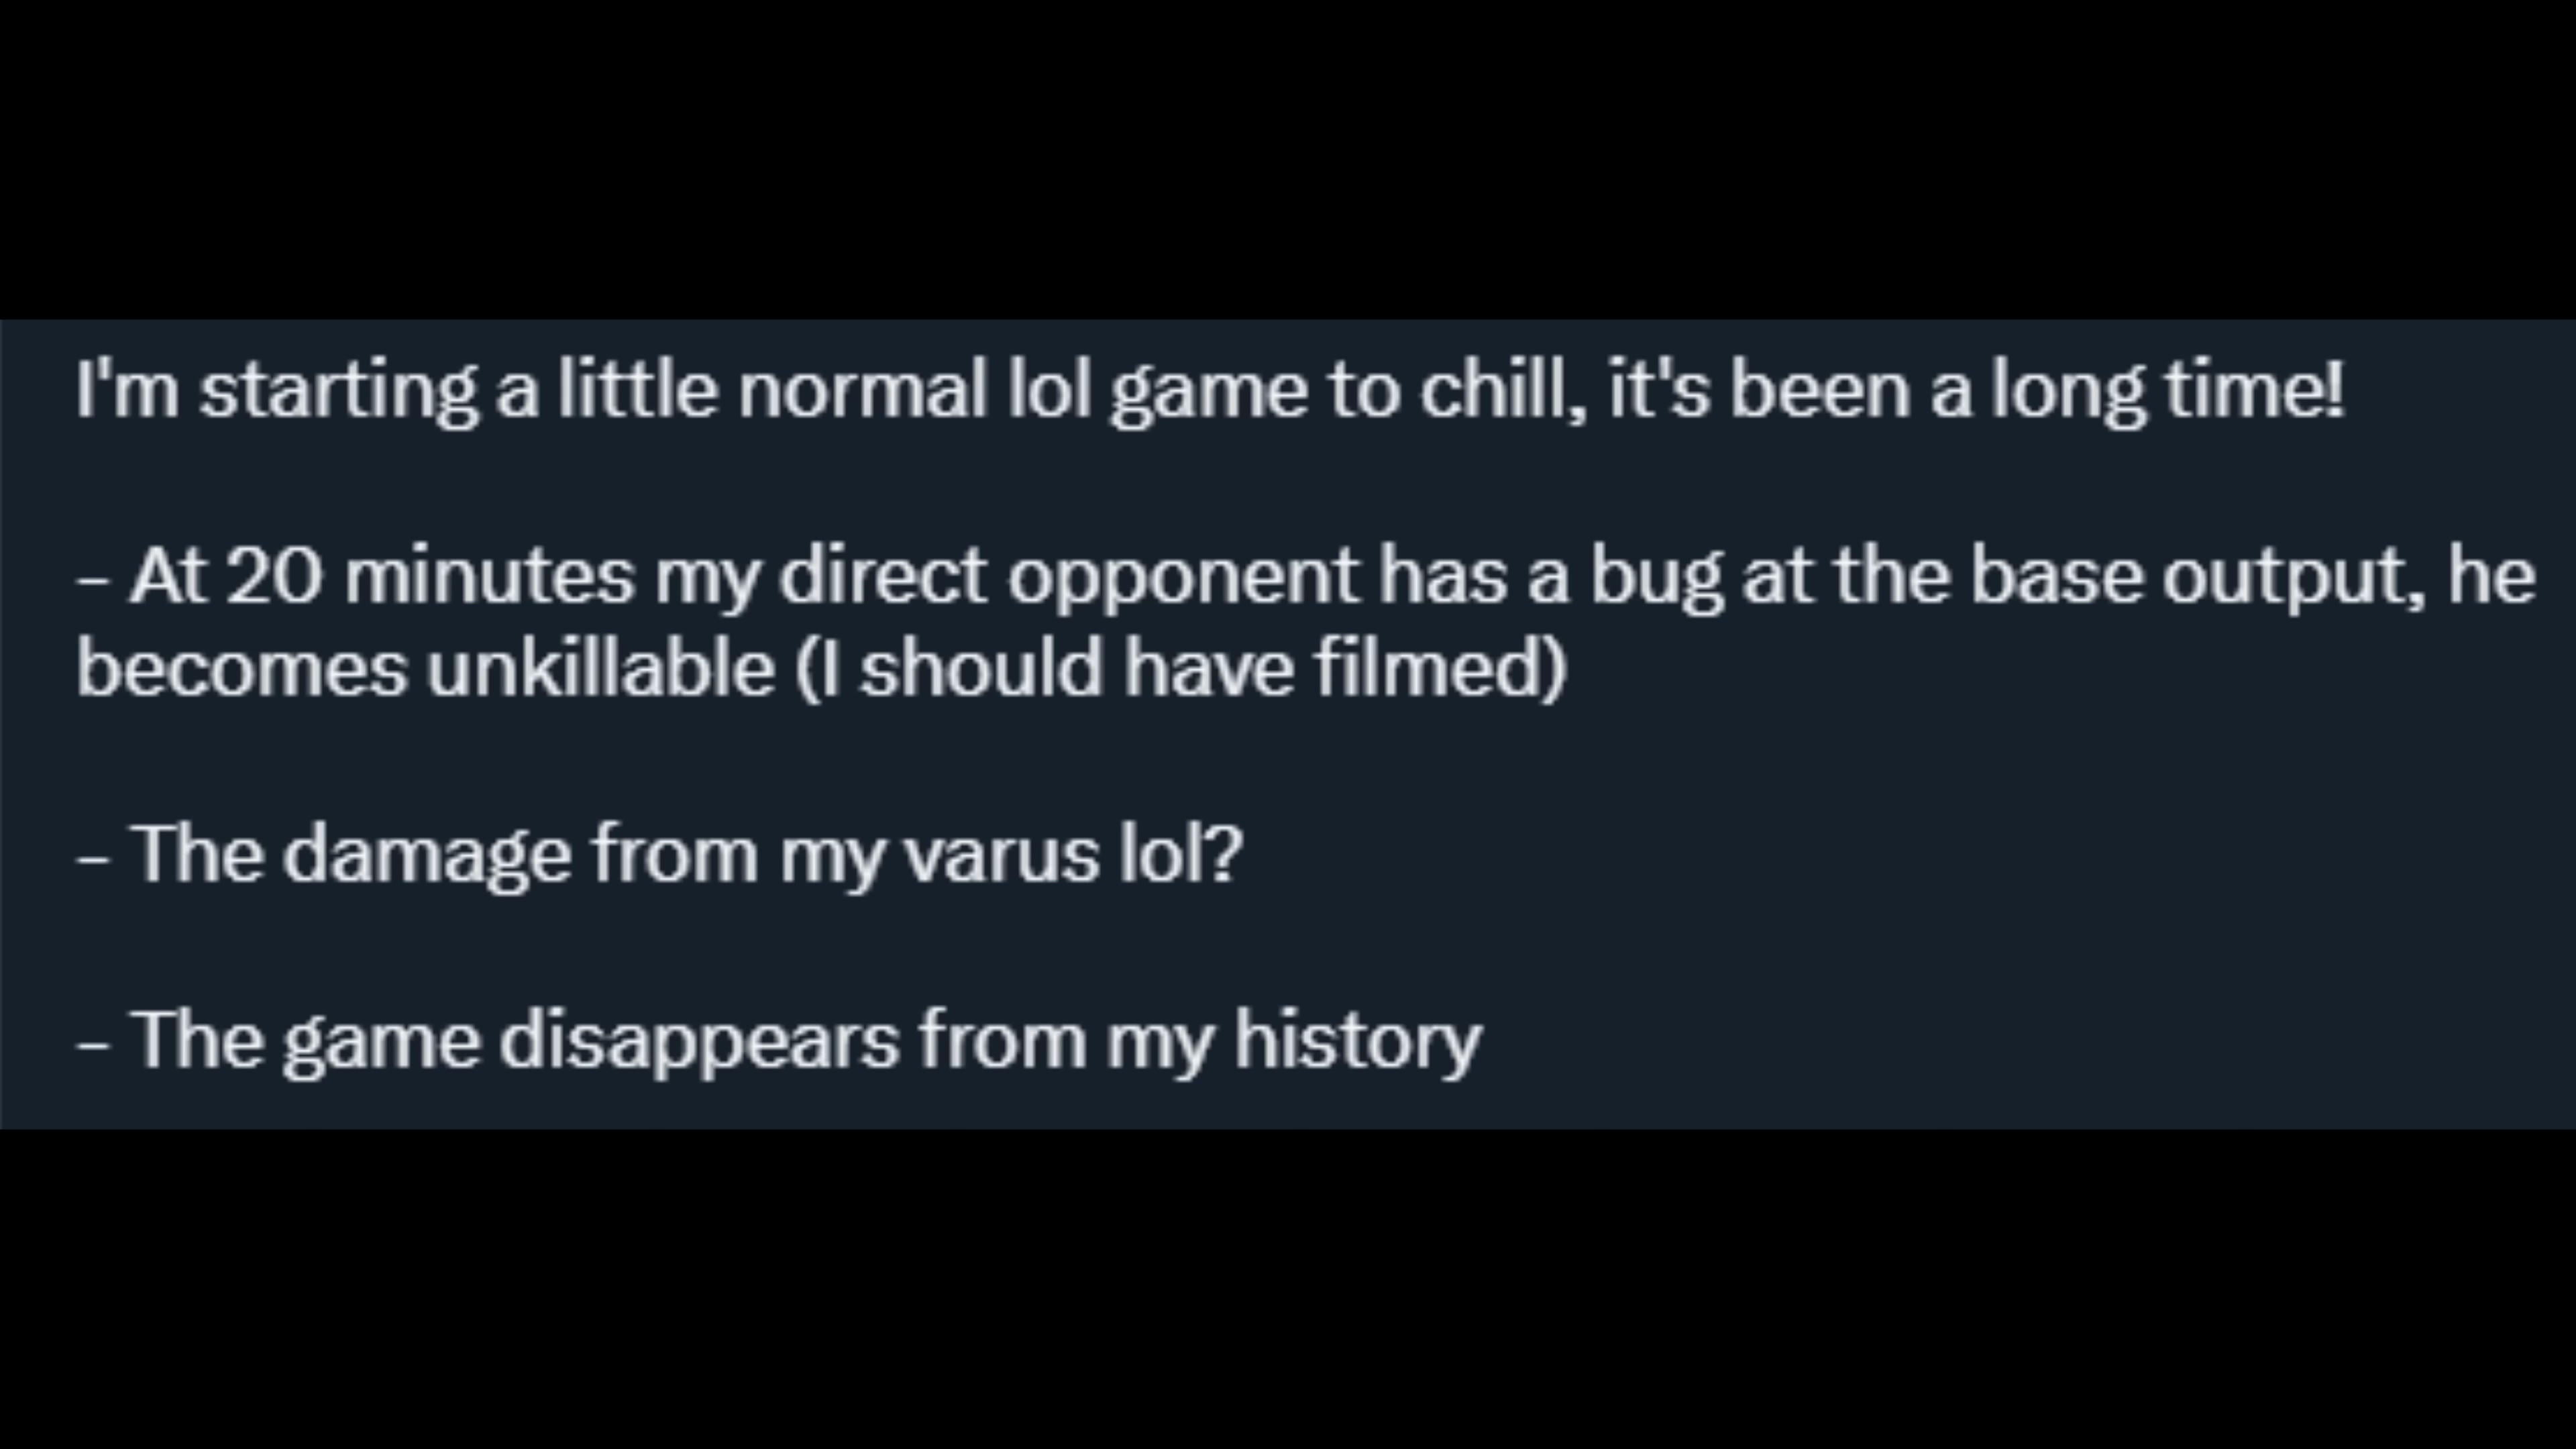 I'm starting a little normal lol game to chill, it's been a long time!
– At 20 minutes my direct opponent has a bug at the base output, he
becomes unkillable (I should have filmed)
– The damage from my varus lol?
– The game disappears from my history